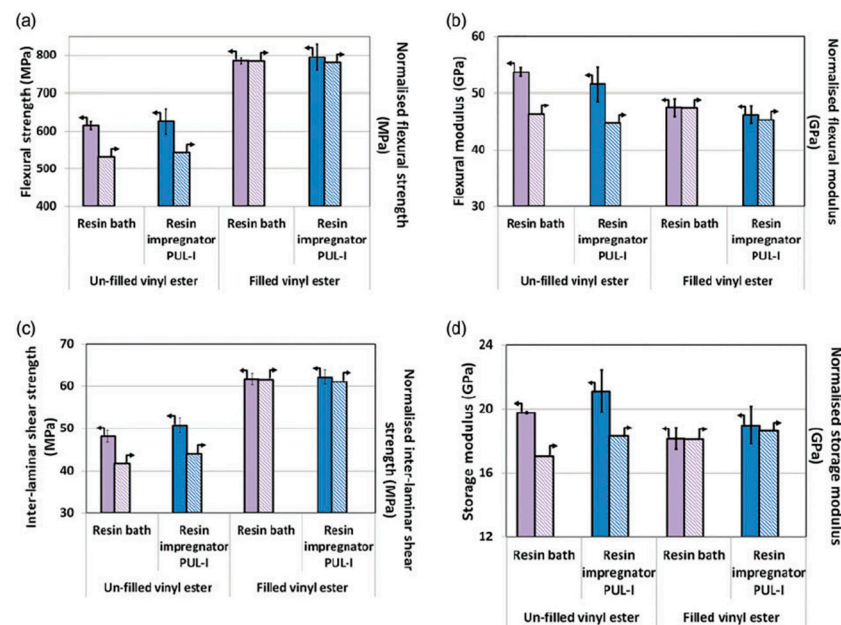 (a)
Flexural strength (MPa)
800
700
600
500
400
Normalised flexural strength
(MPa)
Resin bath
Resin
impregnator
PUL-I
Resin bath
Resin
impregnator
PUL-I
Un-filled vinyl ester
Filled vinyl ester
(b)
Flexural modulus (GPa)
60
50
40
30
Normalised flexural modulus
(GPa)
Resin bath
Resin
impregnator
PUL-I
Resin bath
Resin
impregnator
PUL-I
Un-filled vinyl ester
Filled vinyl ester
(c)
Inter-laminar shear strength
(MPa)
70
60
50
40
30
Normalised inter-laminar shear
strength (MPa)
Resin bath
Resin
impregnator
PUL-I
Resin bath
Resin
impregnator
PUL-I
Un-filled vinyl ester
Filled vinyl ester
(d)
Storage modulus (GPa)
24
20
16
12
Normalised storage modulus
(GPa)
Resin bath
Resin
impregnator
PUL-I
Resin bath
Resin
impregnator
PUL-I
Un-filled vinyl ester
Filled vinyl ester